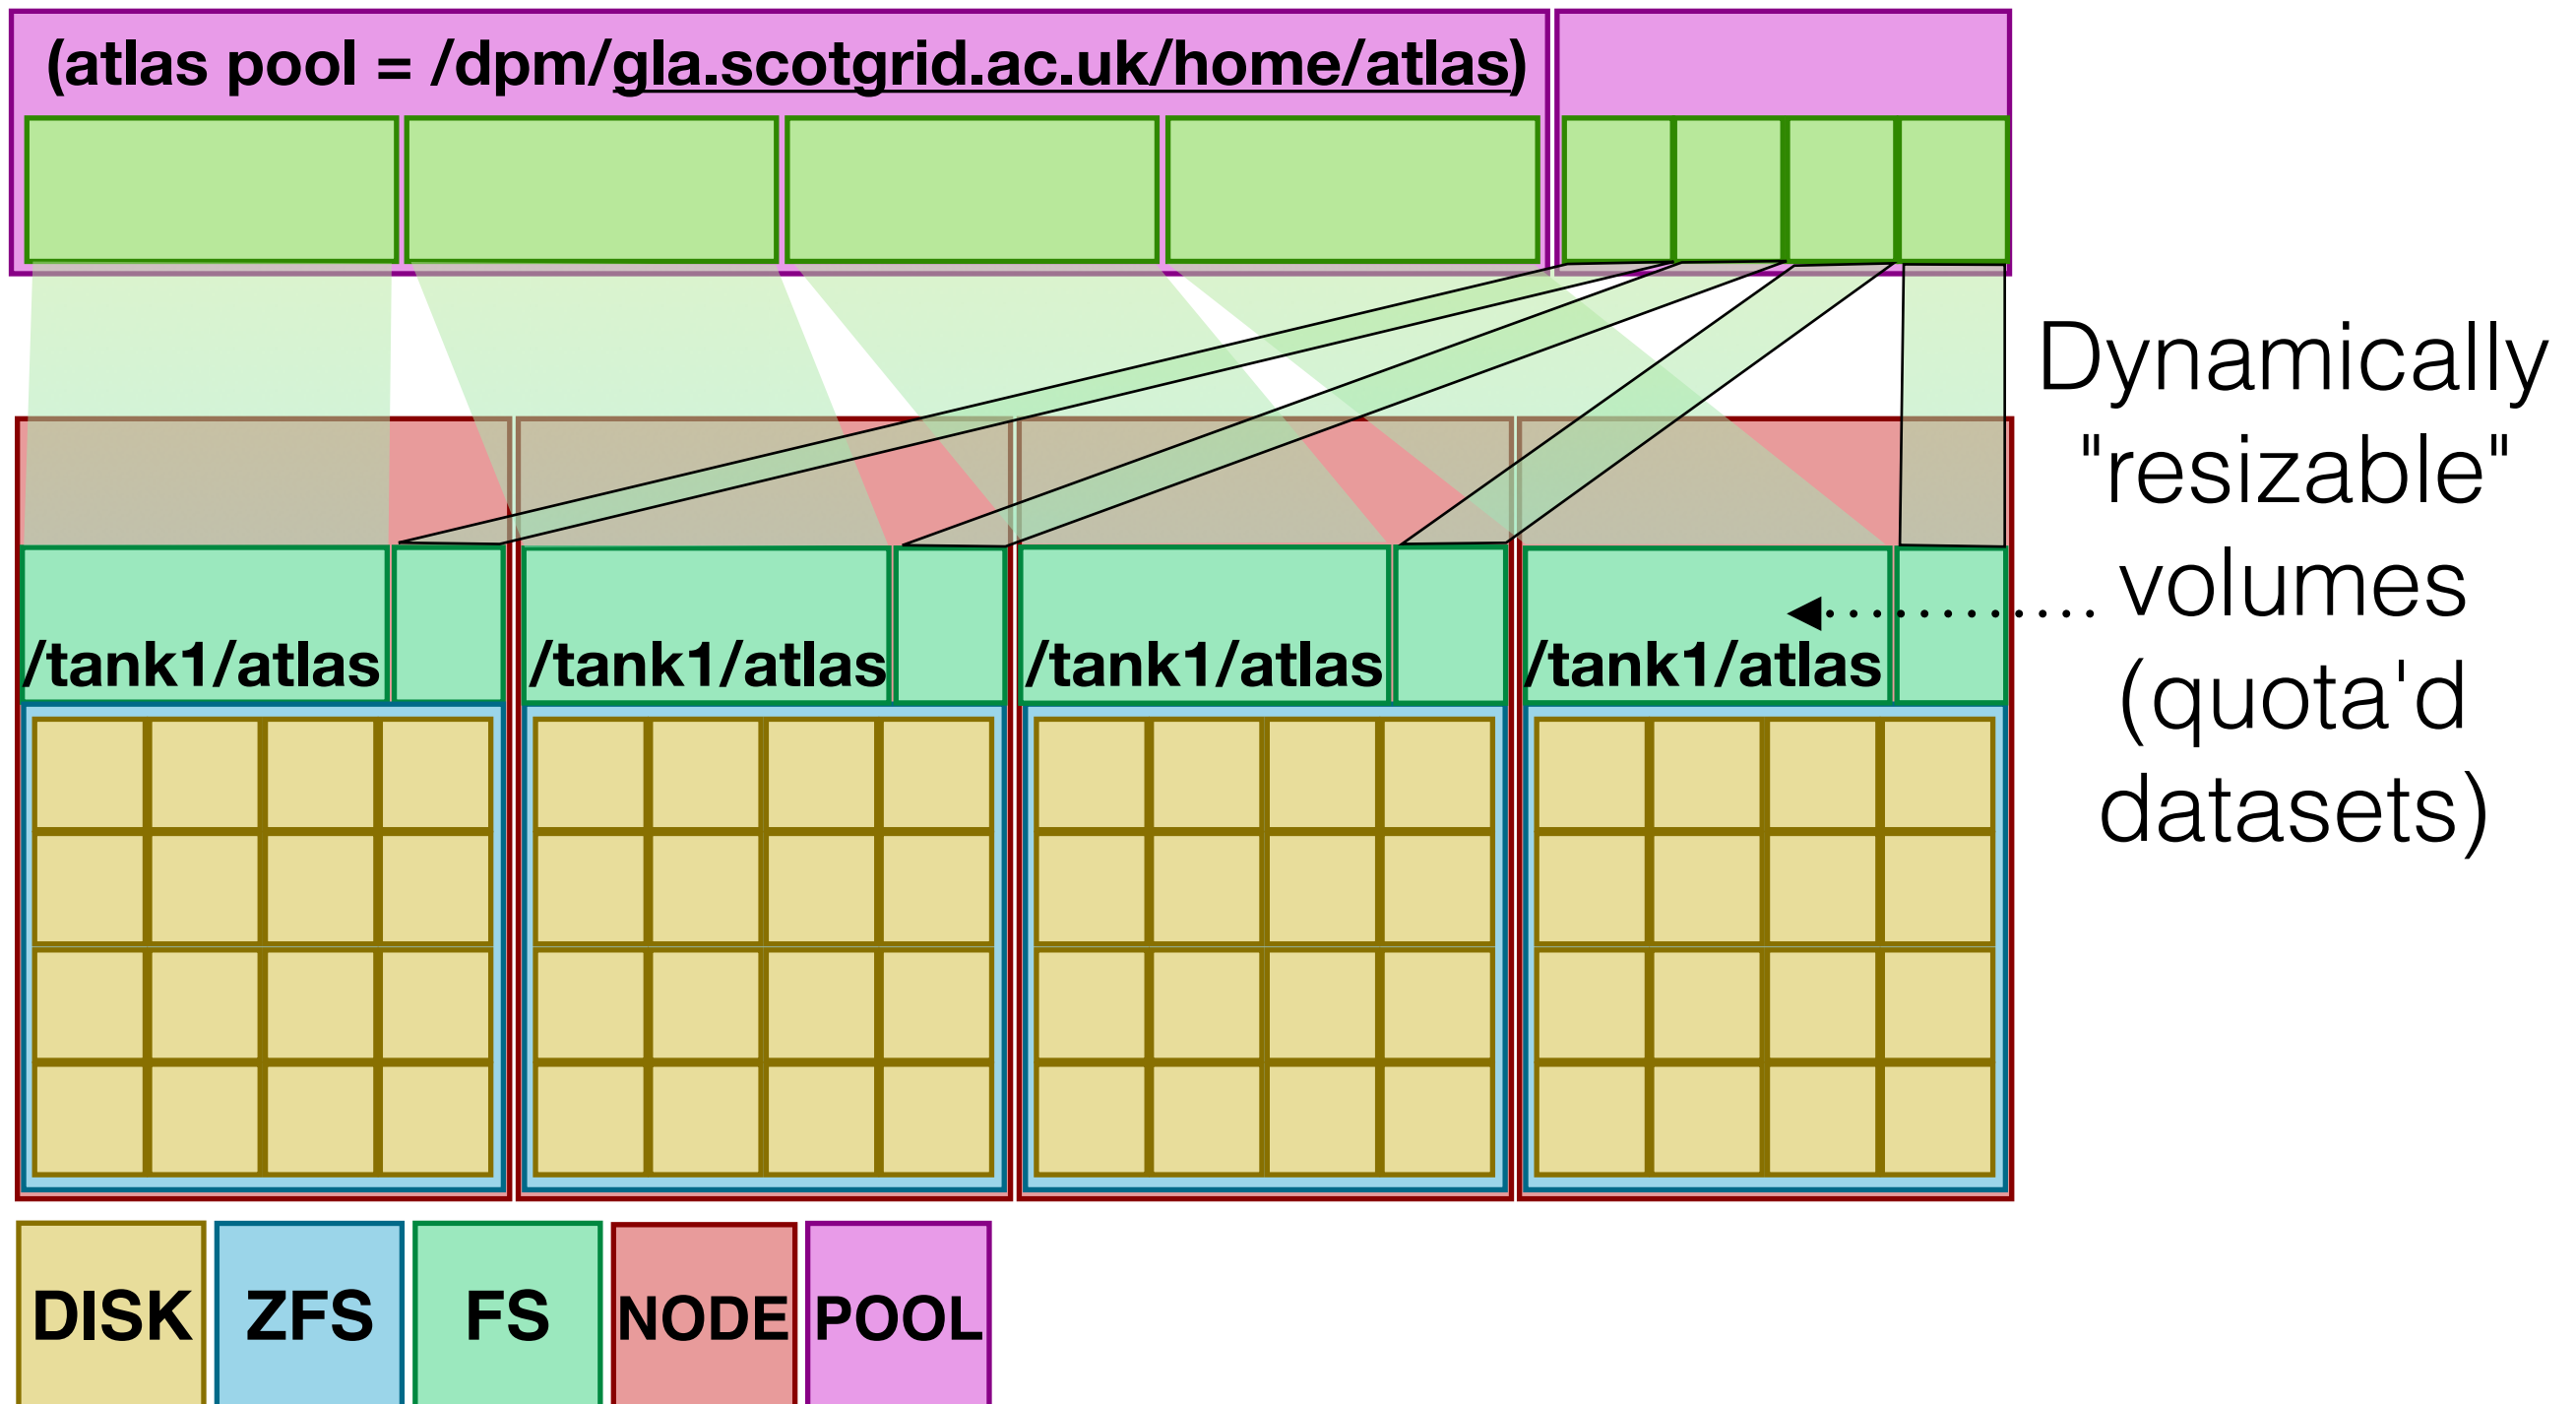 (atlas pool = /dpm/gla.scotgrid.ac.uk/home/atlas)
Dynamically
"resizable"
volumes
(quota'd
datasets)
/tank1/atlas
/tank1/atlas
/tank1/atlas
/tank1/atlas
DISK
ZFS
FS
NODE
POOL